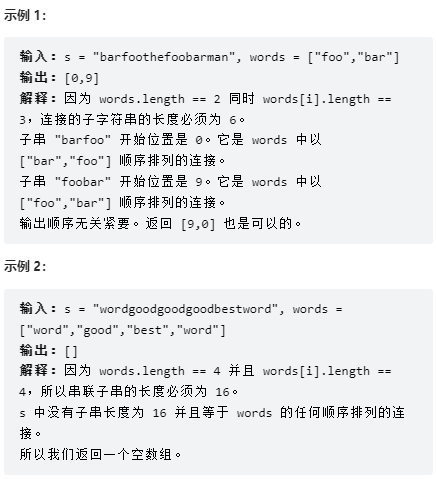 示例 1：
输入：s = "barfoothefoobarman", words = ["foo","bar"]
输出：[0,9]
解释：因为 words.length == 2 同时 words[i].length ==
3，连接的子字符串的长度必须为 6。
子串 "barfoo" 开始位置是 0。它是 words 中以
["bar","foo"] 顺序排列的连接。
子串 "foobar" 开始位置是 9。它是 words 中以
["foo","bar"] 顺序排列的连接。
输出顺序无关紧要。返回 [9,0] 也是可以的。
示例 2：
输入：s = "wordgoodgoodgoodbestword", words =
["word","good","best","word"]
输出：[]
解释：因为 words.length == 4 并且 words[i].length ==
4，所以串联子串的长度必须为 16。
s 中没有子串长度为 16 并且等于 words 的任何顺序排列的连
接。
所以我们返回一个空数组。